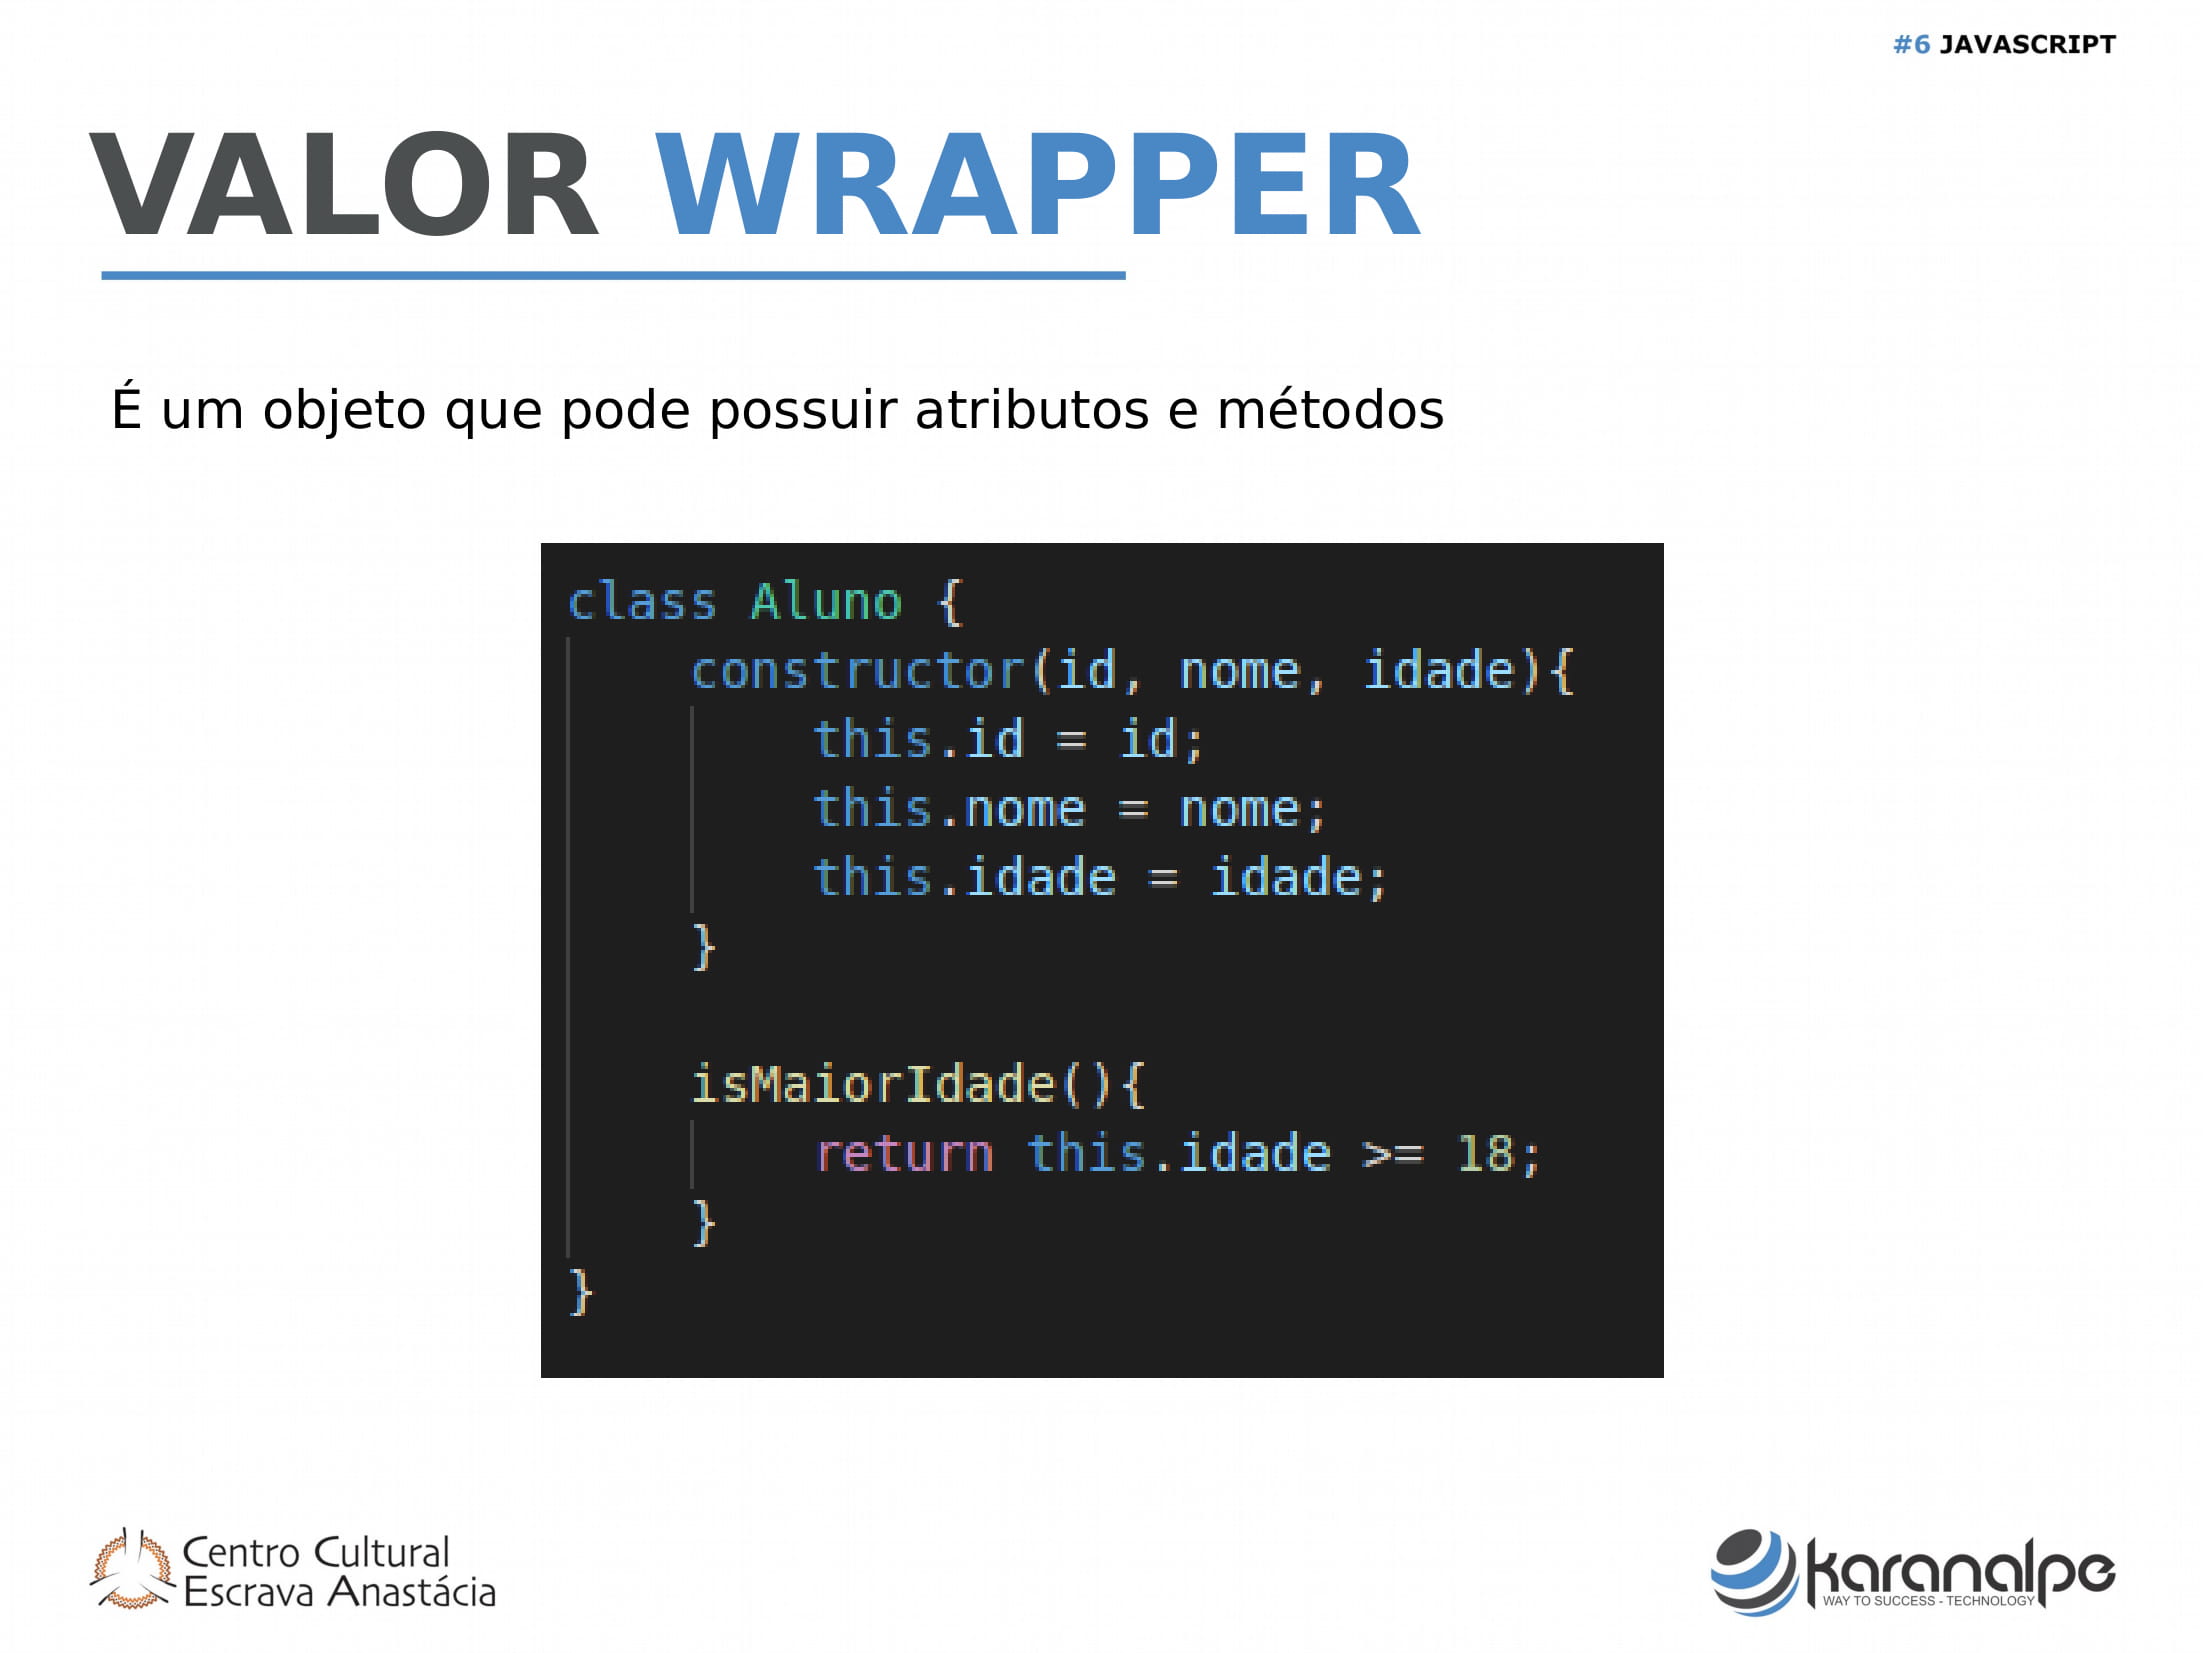 #6 JAVASCRIPT
VALOR WRAPPER
É um objeto que pode possuir atributos e métodos
class Aluno {
constructor(id, nome, idade){
this.id = id;
this.nome = nome;
this.idade = idade;
}
isMaiorIdade(){
return this.idade >= 18;
}
}
Centro Cultural
Escrava Anastácia
karanalpe
WAY TO SUCCESS - TECHNOLOGY